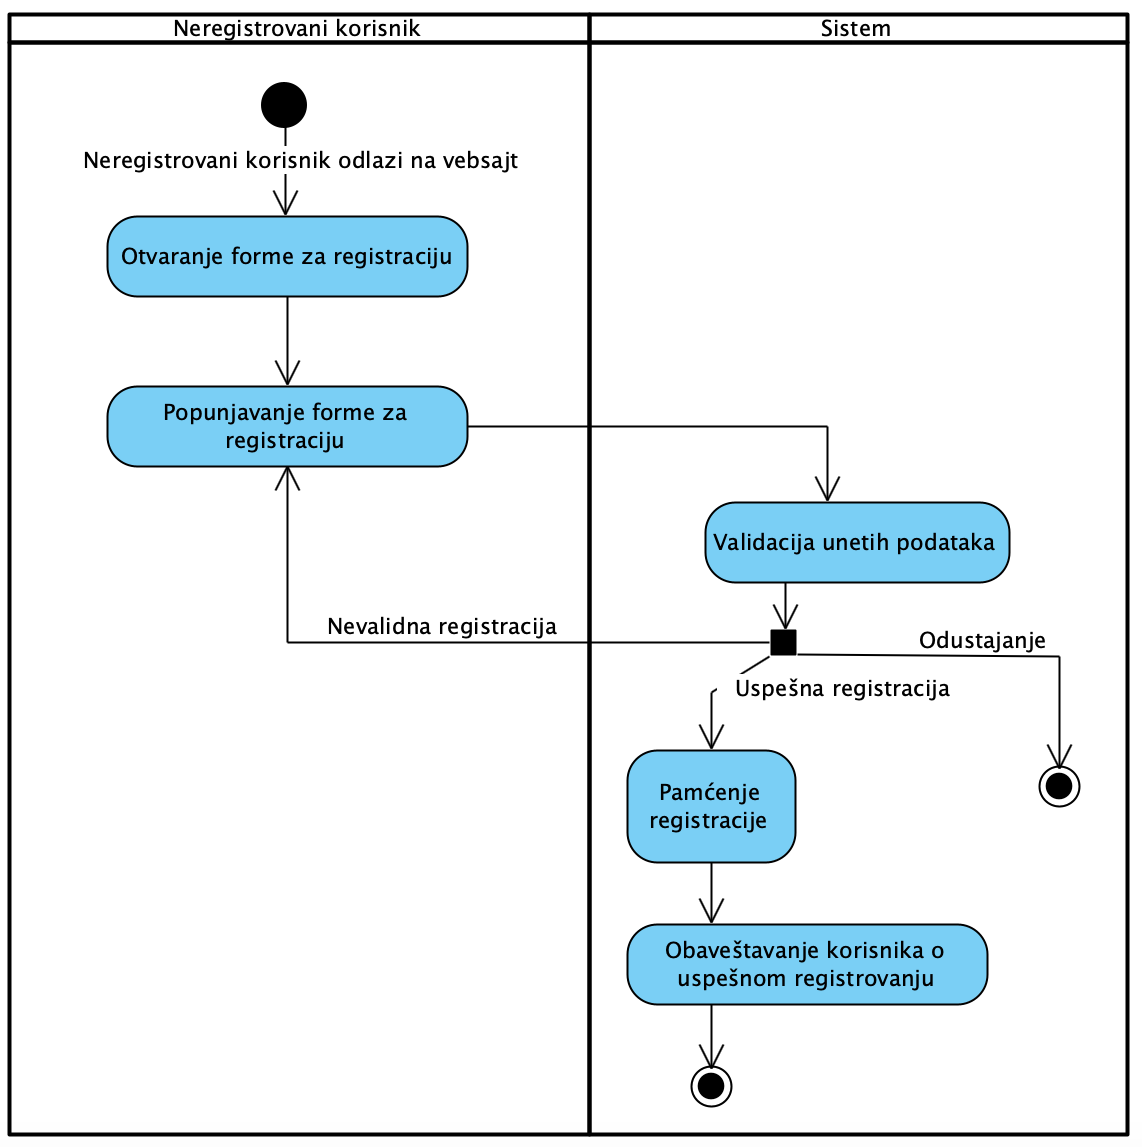 Neregistrovani korisnik
Sistem
Neregistrovani korisnik odlazi na vebsajt
Otvaranje forme za registraciju
Popunjavanje forme za
registraciju
Validacija unetih podataka
Nevalidna registracija
Odustajanje
Uspešna registracija
Pamćenje
registracije
Obaveštavanje korisnika o
uspešnom registrovanju